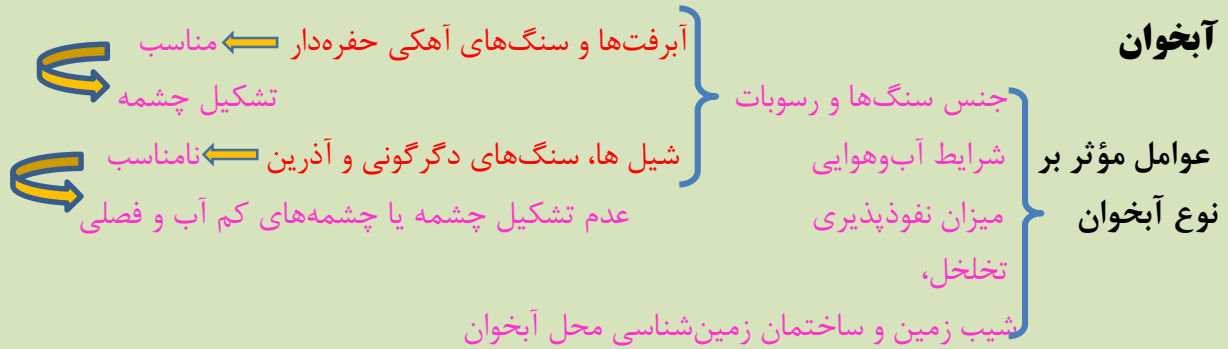 آبخوان
آبرفت‌ها و سنگ‌های آهکی حفره‌دار مناسب
جنس سنگ‌ها و رسوبات تشکیل چشمه
عوامل مؤثر بر شرایط آب‌وهوایی شیل ها، سنگ‌های دگرگونی و آذرین نامناسب
نوع آبخوان میزان نفوذپذیری عدم تشکیل چشمه یا چشمه‌های کم آب و فصلی
تخلخل،
شیب زمین و ساختمان زمین‌شناسی محل آبخوان